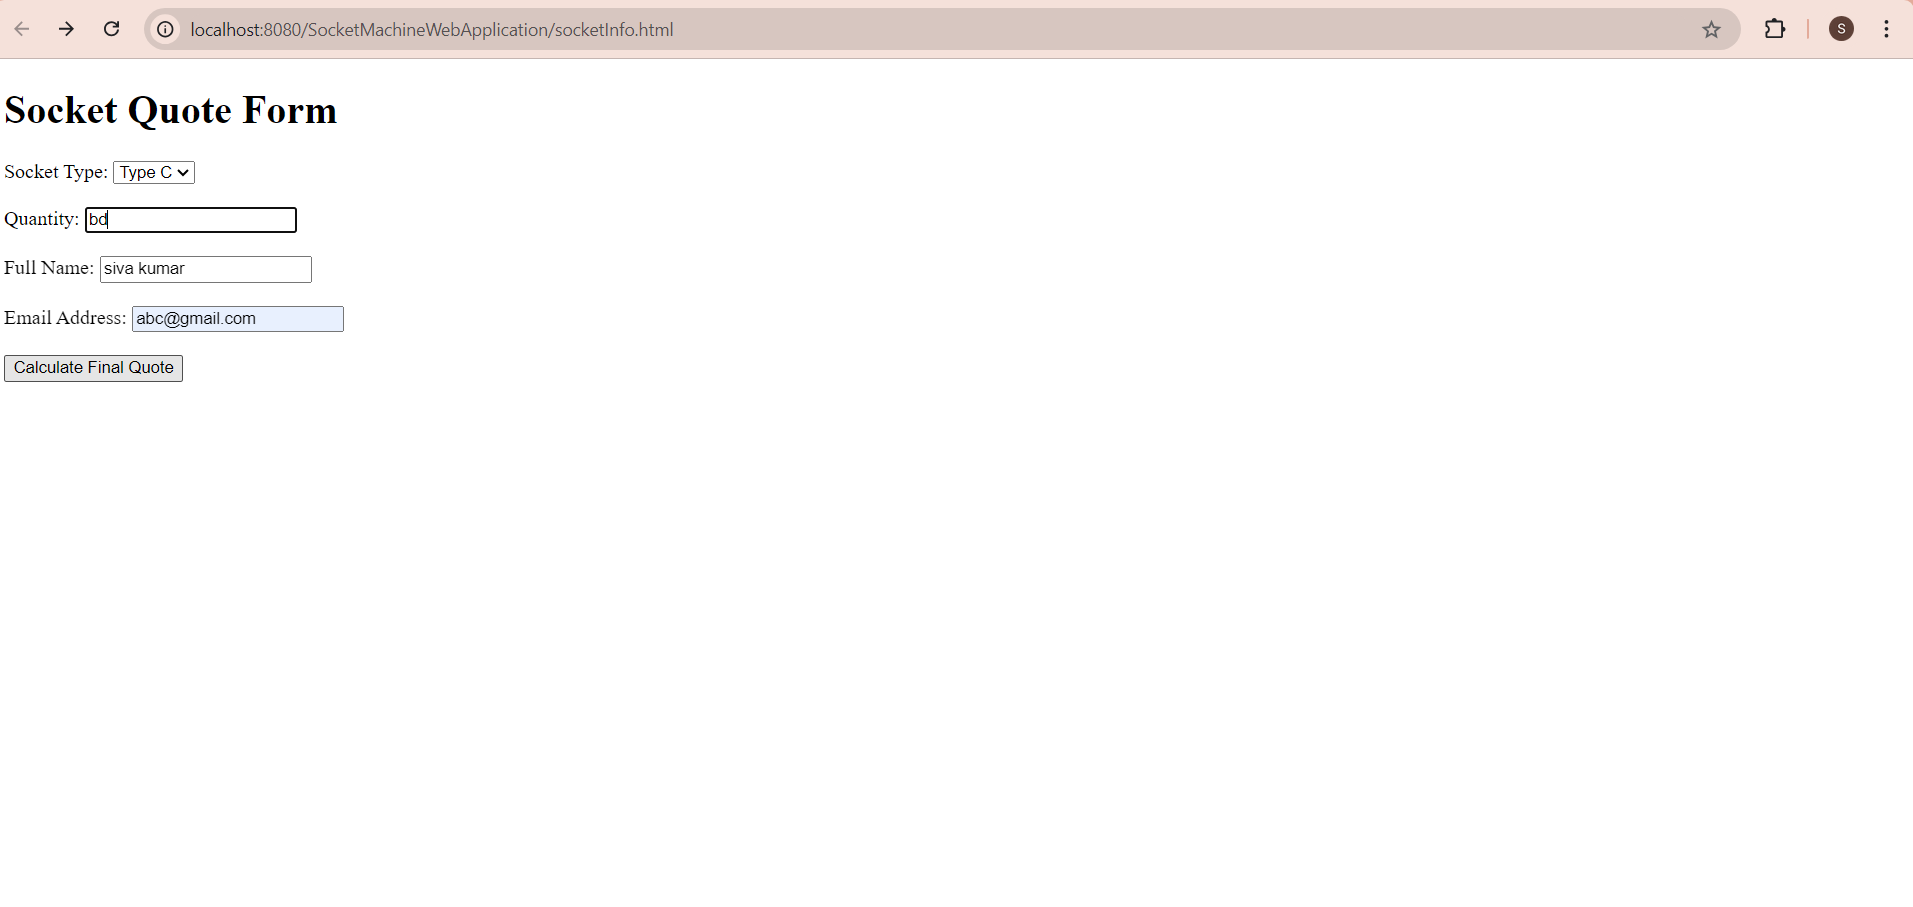 localhost:8080/SocketMachineWebApplication/socketInfo.html
S
Socket Quote Form
Socket Type: Type C
Quantity: bd
Full Name: siva kumar
Email Address: abc@gmail.com
Calculate Final Quote